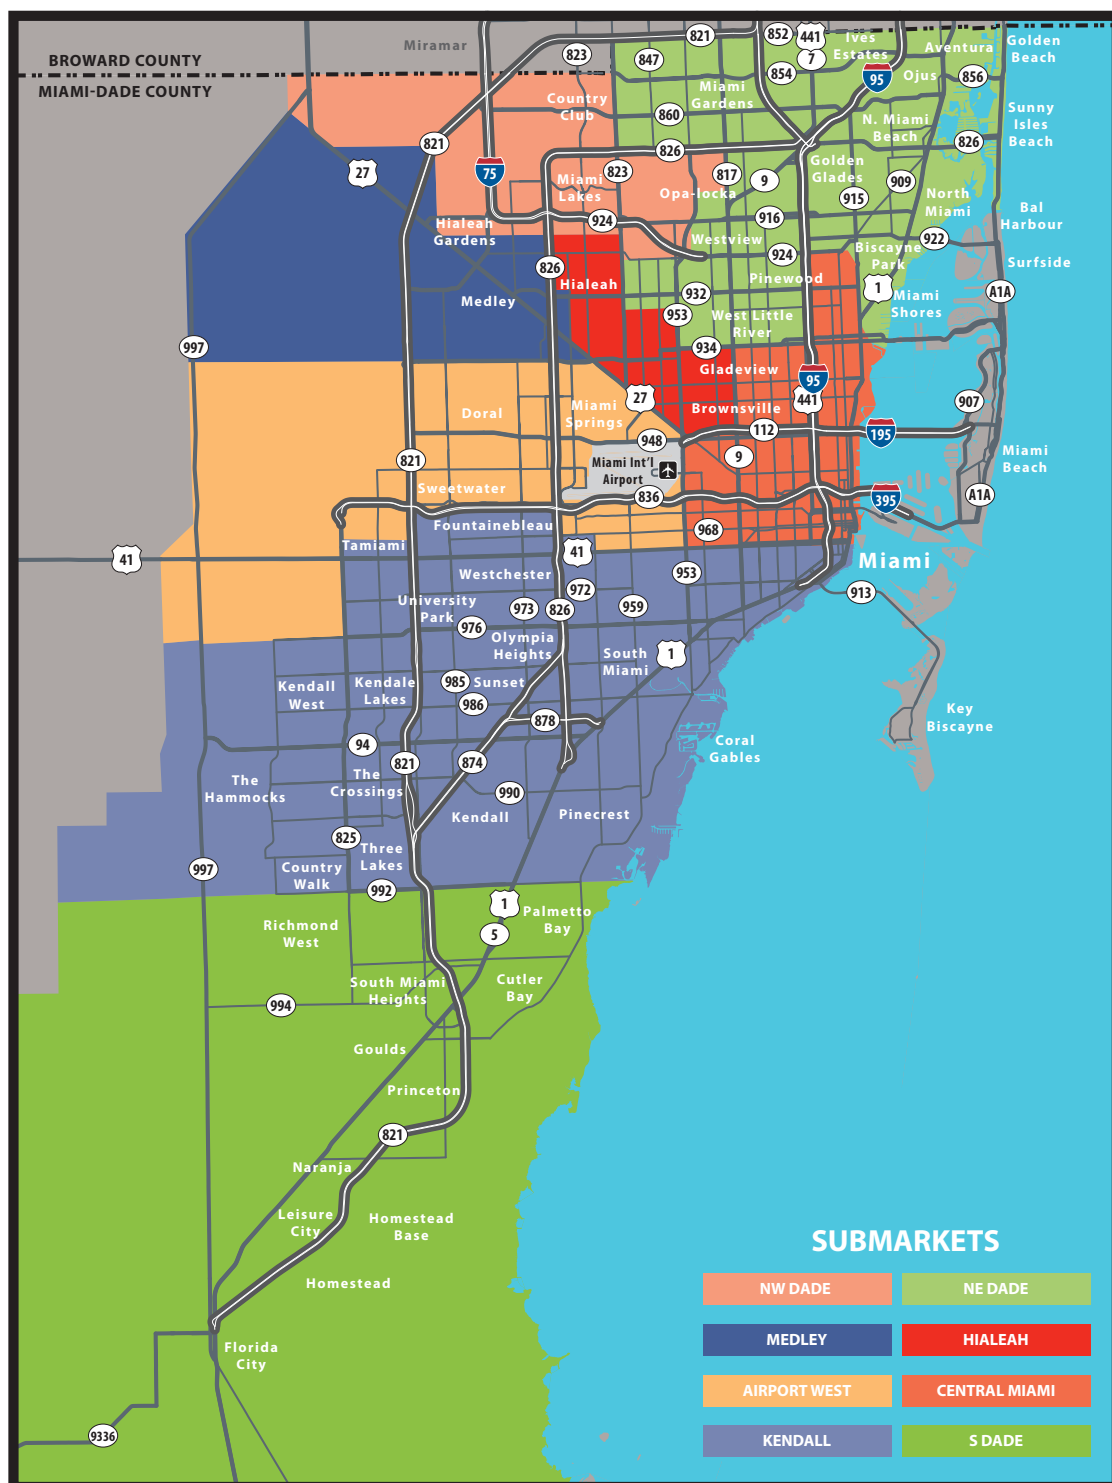 Miramar
821
852
441
7
Ives
Estates
Aventura
Golden
Beach
BROWARD COUNTY
MIAMI-DADE COUNTY
823
847
854
95
Ojus
856
Country
Club
Miami
Gardens
860
N. Miami
Beach
Sunny
Isles
Beach
821
826
826
27
75
Miami
Lakes
823
Opa-locka
817
9
Golden
Glades
915
909
North
Miami
Bal
Harbour
Hialeah
Gardens
924
916
Westview
924
Biscayne
Park
922
Surfside
826
Hialeah
Pinewood
1
A1A
Medley
932
953
West Little
River
Miami
Shores
997
934
Gladeview
95
441
Doral
Miami
Springs
27
Brownsville
907
112
195
948
9
Miami
Beach
821
Miami Int'l
Airport
Sweetwater
836
395
A1A
Fountainebleau
968
41
Tamiami
41
Miami
Westchester
953
972
913
University
Park
973
826
959
976
Olympia
Heights
South
Miami
1
Kendall
West
Kendale
Lakes
985
Sunset
986
878
Key
Biscayne
94
821
874
Coral
Gables
The
Hammocks
The
Crossings
990
Kendall
Pinecrest
825
Three
Lakes
997
Country
Walk
992
1
5
Palmetto
Bay
Richmond
West
South Miami
Heights
Cutler
Bay
994
Goulds
Princeton
821
Naranja
Leisure
City
Homestead
Base
Homestead
Florida
City
9336
SUBMARKETS
NW DADE
NE DADE
MEDLEY
HIALEAH
AIRPORT WEST
CENTRAL MIAMI
KENDALL
S DADE